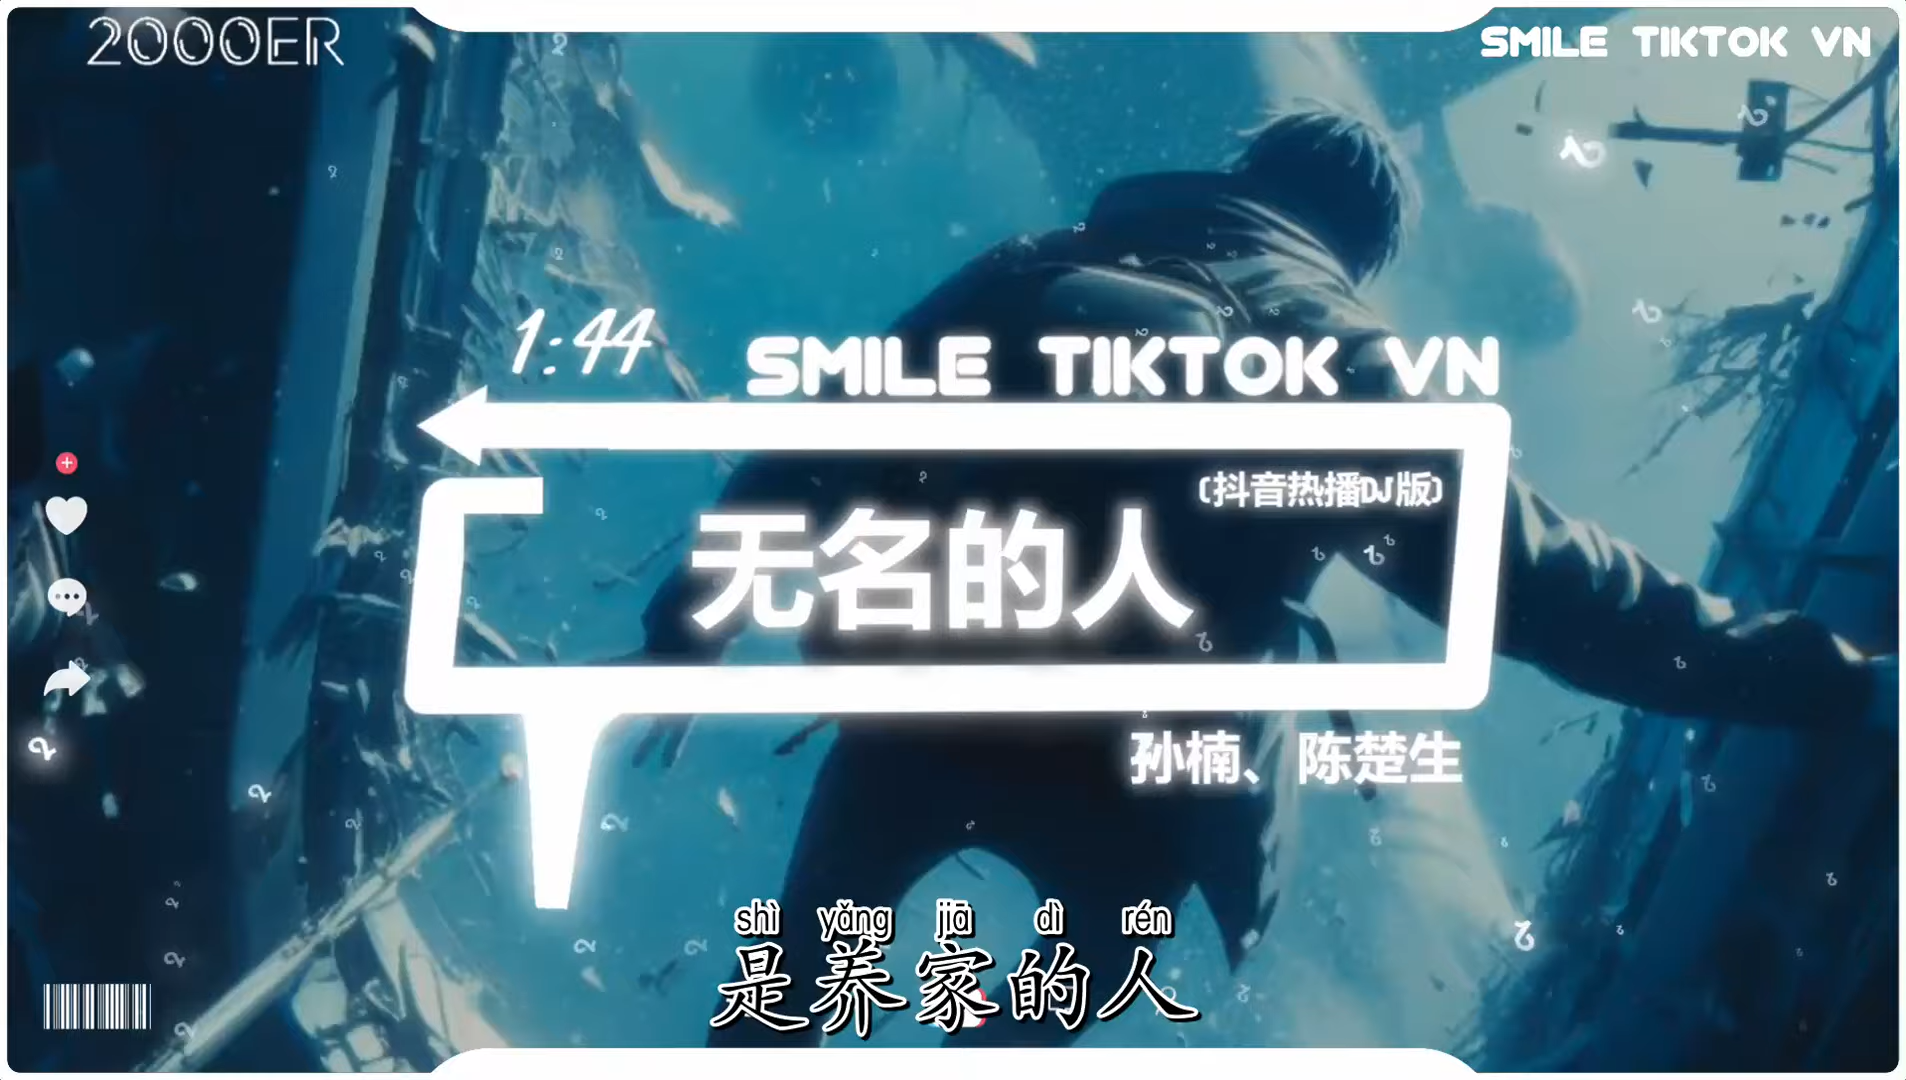 2000ER
SMILE TIKTOK VN
1:44
SMILE TIKTOK VN
(抖音热播DJ版)
无名的人
孙楠、陈楚生
shì yǎng jiā dì rén
是养家的人